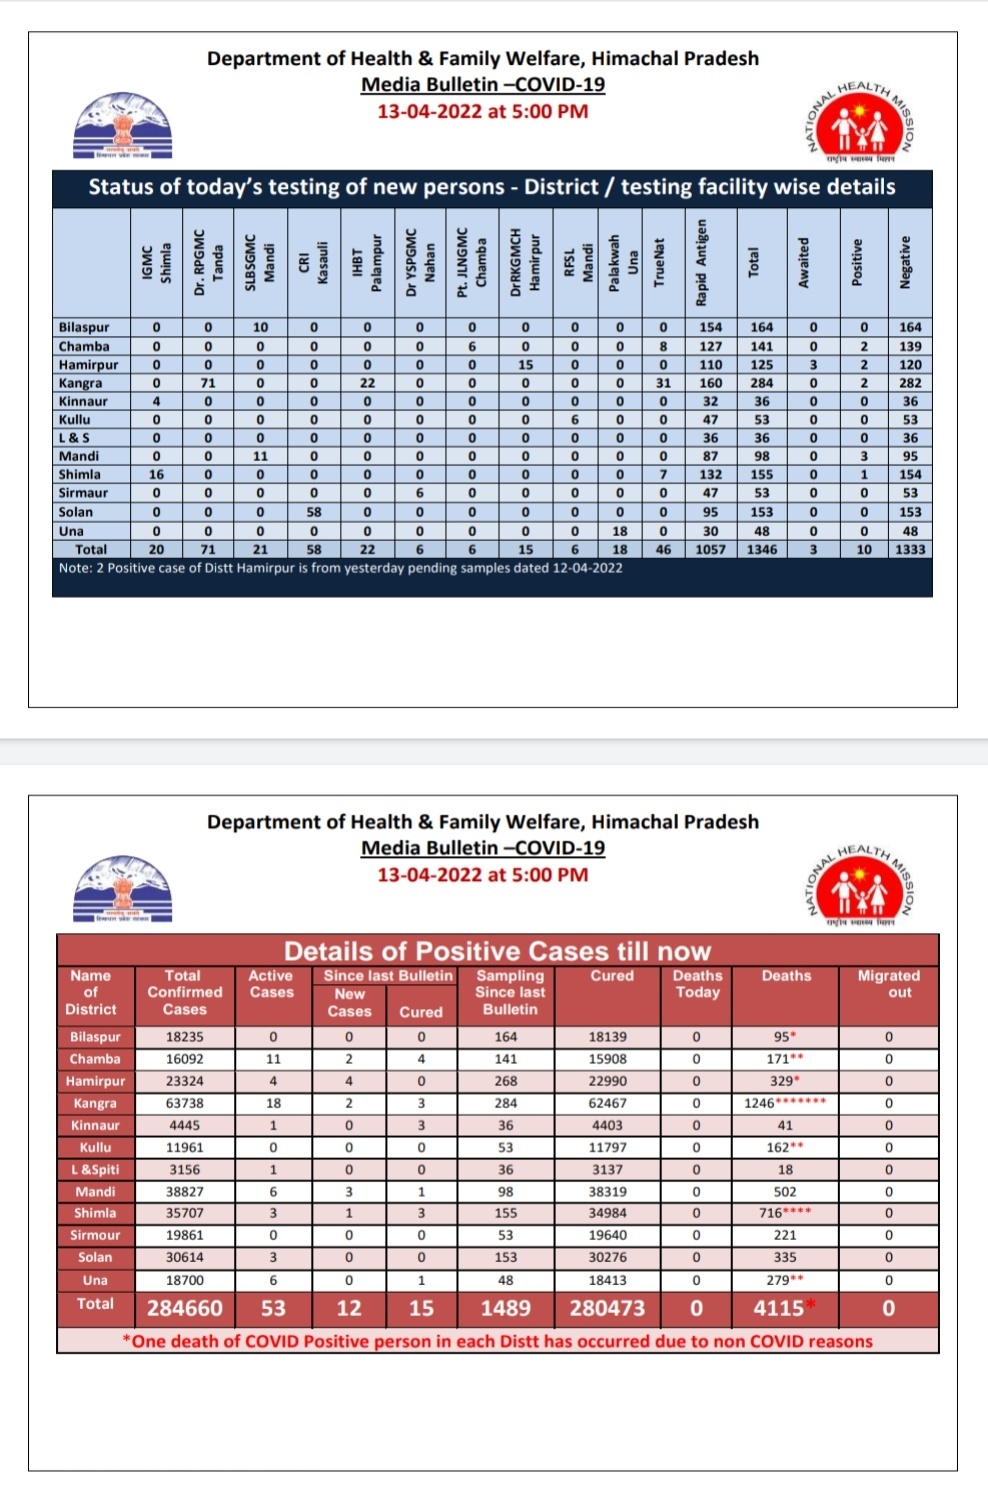 Department of Health & Family Welfare, Himachal Pradesh
Media Bulletin –COVID-19
13-04-2022 at 5:00 PM
NATIONAL HEALTH MISSION
राष्ट्रीय स्वास्थ्य मिशन
Status of today's testing of new persons - District / testing facility wise details
IGMC Shimla Dr. RPGMC Tanda SLBSGMC Mandi CRI Kasauli IHBT Palampur Dr YSPGMC Nahan Pt. JLNGMC Chamba DrRKGMCH Hamirpur RFSL Mandi Palakwah Una TrueNat Rapid Antigen Total Awaited Positive Negative
Bilaspur 0 0 10 0 0 0 0 0 0 0 0 154 164 0 0 164
Chamba 0 0 0 0 0 0 6 0 0 0 8 127 141 0 2 139
Hamirpur 0 0 0 0 0 0 0 15 0 0 0 110 125 3 2 120
Kangra 0 71 0 0 22 0 0 0 0 0 31 160 284 0 2 282
Kinnaur 4 0 0 0 0 0 0 0 0 0 0 32 36 0 0 36
Kullu 0 0 0 0 0 0 0 0 6 0 0 47 53 0 0 53
L & S 0 0 0 0 0 0 0 0 0 0 0 36 36 0 0 36
Mandi 0 0 11 0 0 0 0 0 0 0 0 87 98 0 3 95
Shimla 16 0 0 0 0 0 0 0 0 0 7 132 155 0 1 154
Sirmaur 0 0 0 0 0 6 0 0 0 0 0 47 53 0 0 53
Solan 0 0 0 58 0 0 0 0 0 0 0 95 153 0 0 153
Una 0 0 0 0 0 0 0 0 0 18 0 30 48 0 0 48
Total 20 71 21 58 22 6 6 15 6 18 46 1057 1346 3 10 1333
Note: 2 Positive case of Distt Hamirpur is from yesterday pending samples dated 12-04-2022
Department of Health & Family Welfare, Himachal Pradesh
Media Bulletin –COVID-19
13-04-2022 at 5:00 PM
NATIONAL HEALTH MISSION
राष्ट्रीय स्वास्थ्य मिशन
Details of Positive Cases till now
Name of District Total Confirmed Cases Active Cases Since last Bulletin New Cases Cured Sampling Since last Bulletin Cured Deaths Today Deaths Migrated out
Bilaspur 18235 0 0 0 164 18139 0 95* 0
Chamba 16092 11 2 4 141 15908 0 171** 0
Hamirpur 23324 4 4 0 268 22990 0 329* 0
Kangra 63738 18 2 3 284 62467 0 1246******* 0
Kinnaur 4445 1 0 3 36 4403 0 41 0
Kullu 11961 0 0 0 53 11797 0 162** 0
L &Spiti 3156 1 0 0 36 3137 0 18 0
Mandi 38827 6 3 1 98 38319 0 502 0
Shimla 35707 3 1 3 155 34984 0 716**** 0
Sirmour 19861 0 0 0 53 19640 0 221 0
Solan 30614 3 0 0 153 30276 0 335 0
Una 18700 6 0 1 48 18413 0 279** 0
Total 284660 53 12 15 1489 280473 0 4115* 0
*One death of COVID Positive person in each Distt has occurred due to non COVID reasons